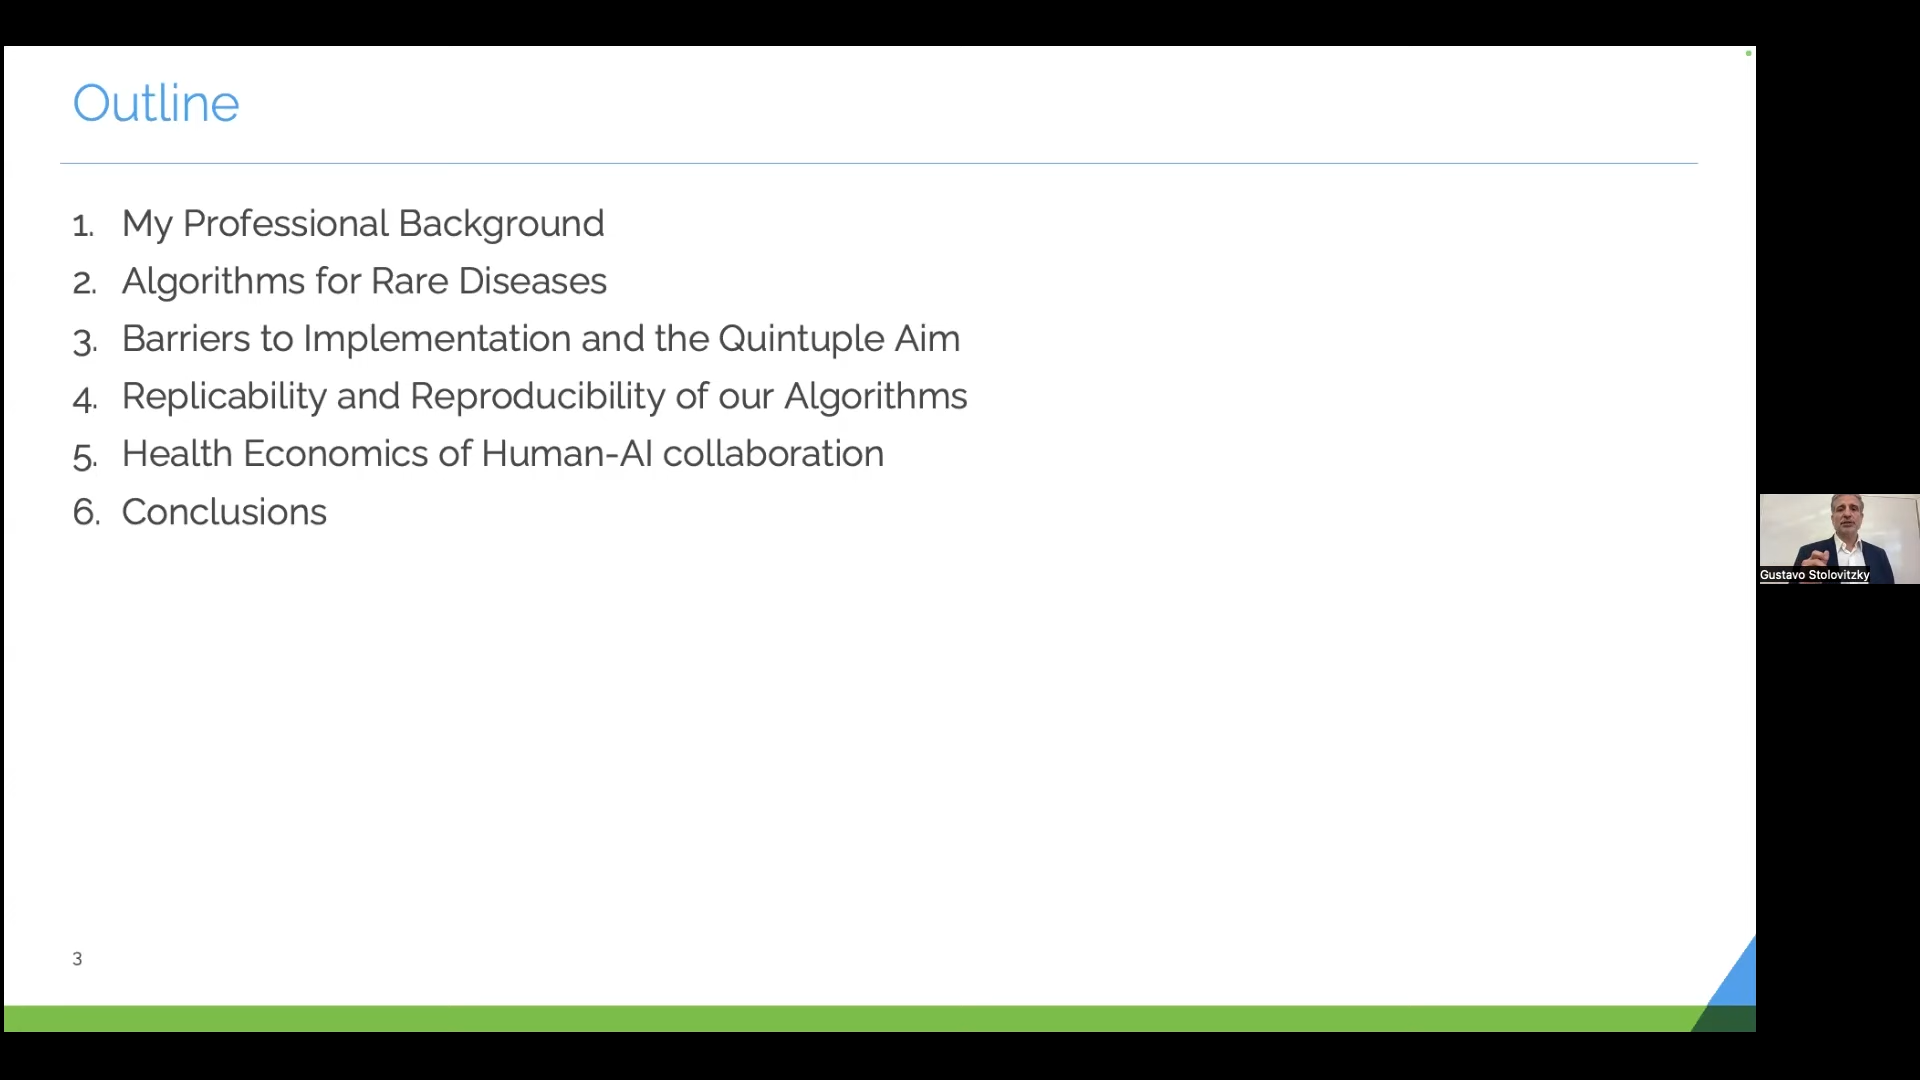 Outline
1. My Professional Background
2. Algorithms for Rare Diseases
3. Barriers to Implementation and the Quintuple Aim
4. Replicability and Reproducibility of our Algorithms
5. Health Economics of Human-AI collaboration
6. Conclusions
Gustavo Stolovitzky
3